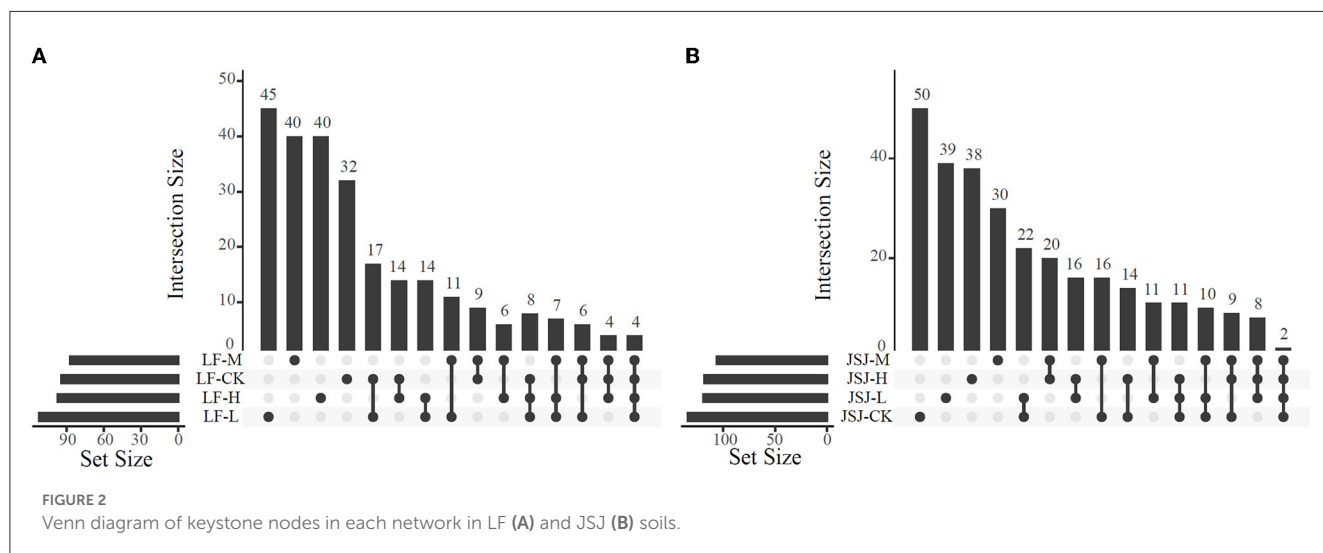 A
B
50
40
30
20
10
0
Intersection Size
45 40 40 32 17 14 14 11 9 6 8 7 6 4 4
LF-M
LF-CK
LF-H
LF-L
90 60 30 0
Set Size
40
20
0
Intersection Size
50 39 38 30 22 20 16 16 14 11 11 10 9 8 2
JSJ-M
JSJ-H
JSJ-L
JSJ-CK
100 50 0
Set Size
FIGURE 2
Venn diagram of keystone nodes in each network in LF (A) and JSJ (B) soils.